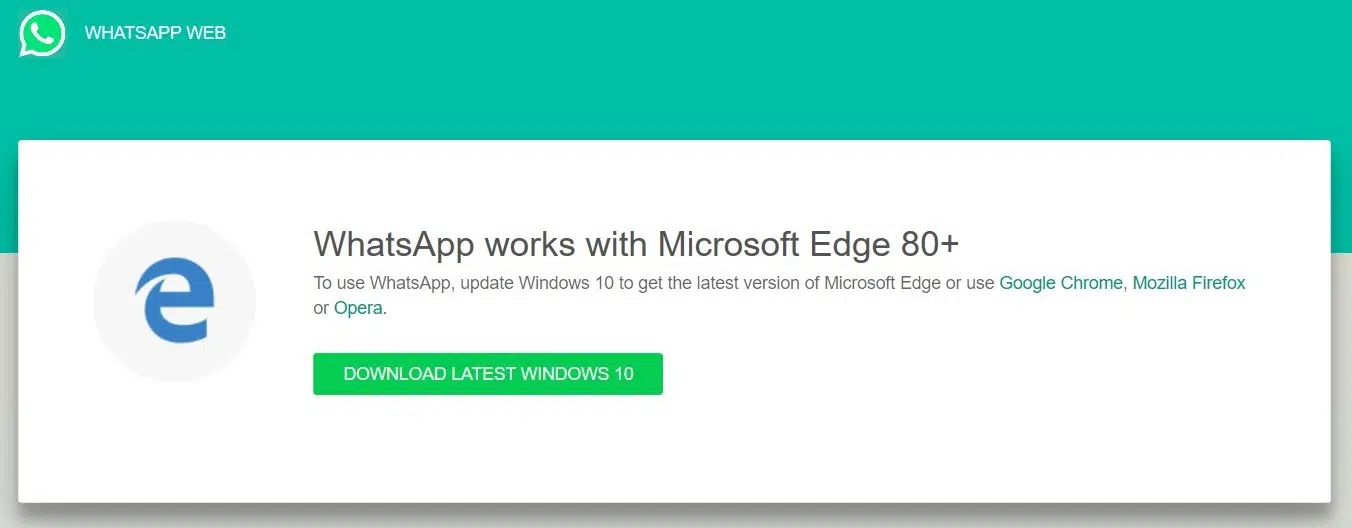 WHATSAPP WEB
WhatsApp works with Microsoft Edge 80+
To use WhatsApp, update Windows 10 to get the latest version of Microsoft Edge or use Google Chrome, Mozilla Firefox
or Opera.
DOWNLOAD LATEST WINDOWS 10